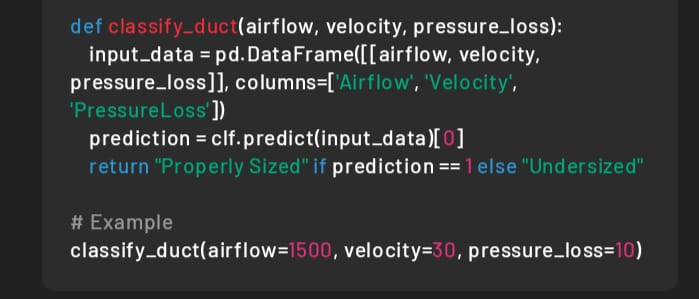 def classify_duct(airflow, velocity, pressure_loss):
input_data = pd.DataFrame([[airflow, velocity,
pressure_loss]], columns=['Airflow', 'Velocity',
'PressureLoss'])
prediction = clf.predict(input_data)[0]
return "Properly Sized" if prediction == 1 else "Undersized"
# Example
classify_duct(airflow=1500, velocity=30, pressure_loss=10)